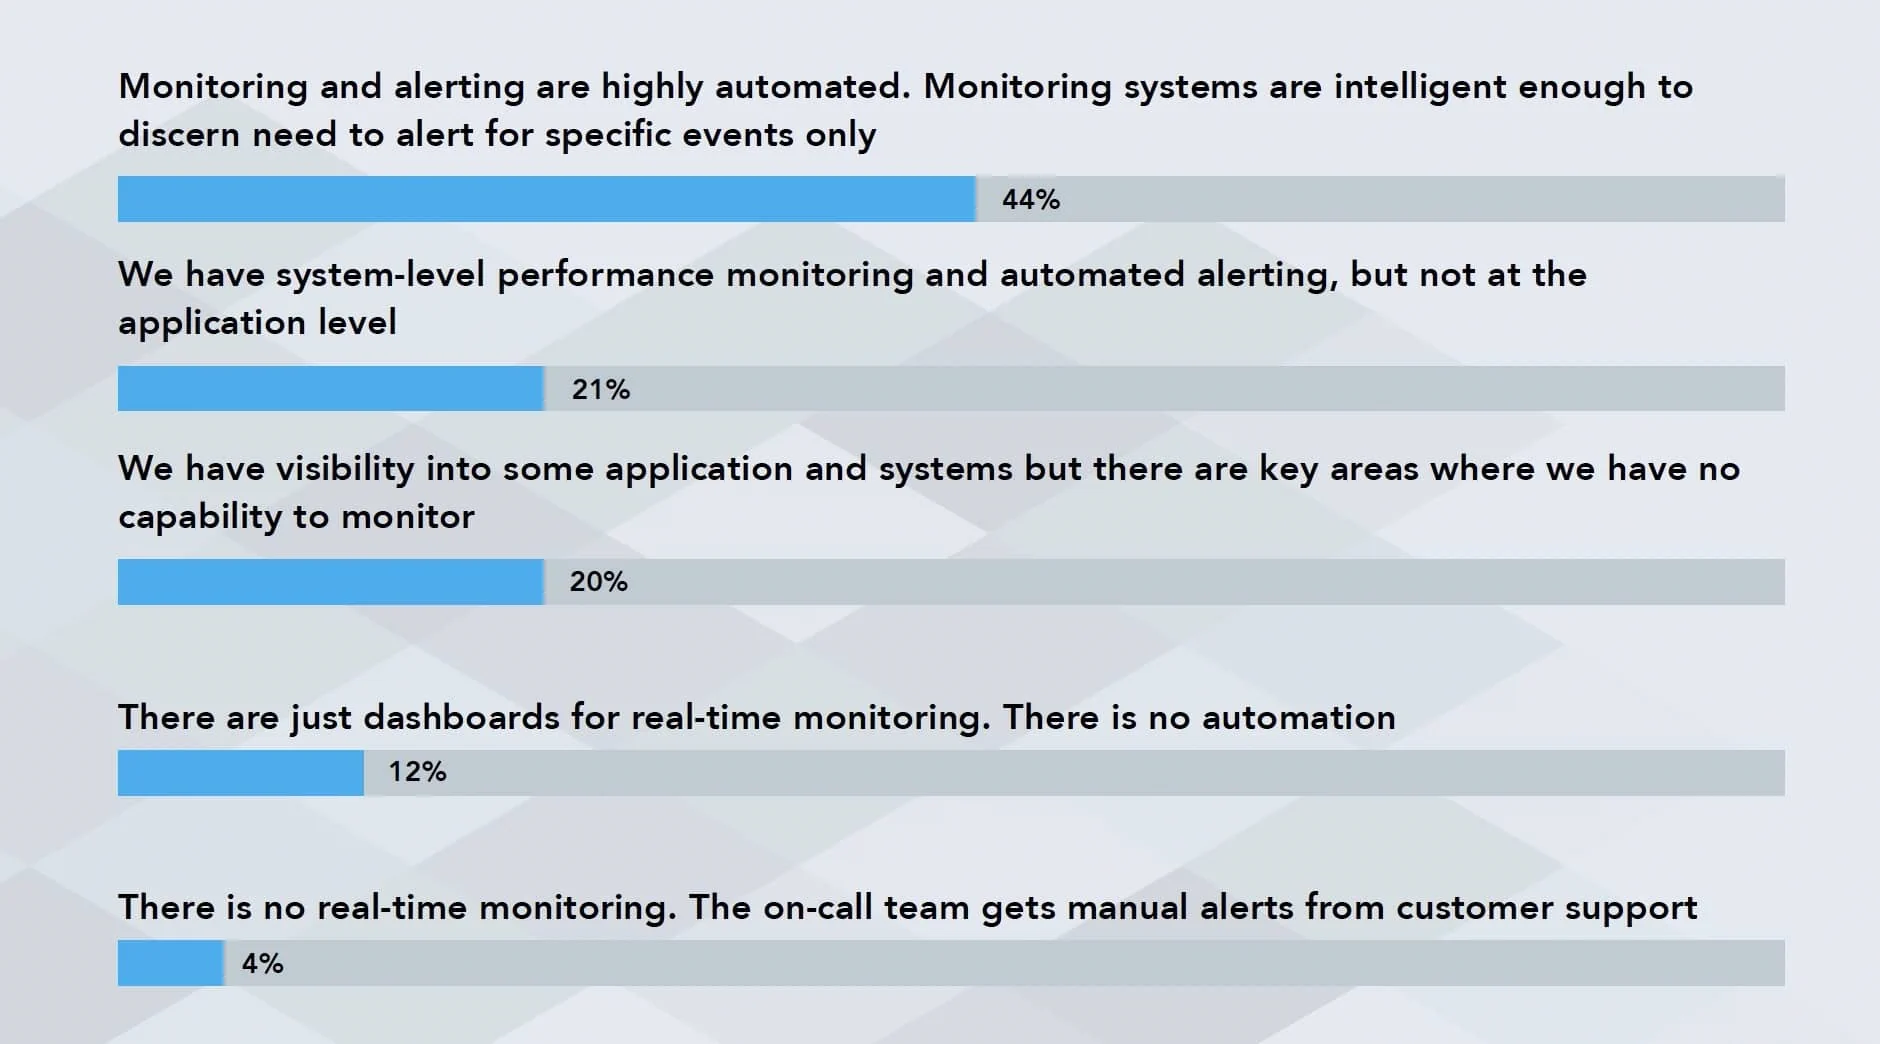 Monitoring and alerting are highly automated. Monitoring systems are intelligent enough to
discern need to alert for specific events only
44%
We have system-level performance monitoring and automated alerting, but not at the
application level
21%
We have visibility into some application and systems but there are key areas where we have no
capability to monitor
20%
There are just dashboards for real-time monitoring. There is no automation
12%
There is no real-time monitoring. The on-call team gets manual alerts from customer support
4%